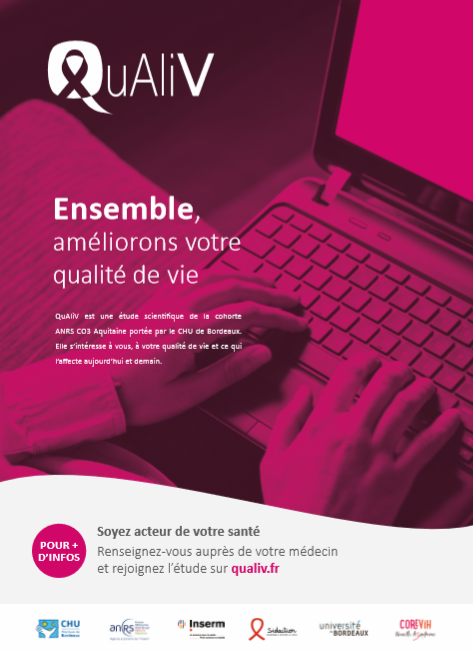 QuAliV
Ensemble,
améliorons votre
qualité de vie
QuAliV est une étude scientifique de la cohorte
ANRS CO3 Aquitaine portée par le CHU de Bordeaux.
Elle s'intéresse à vous, à votre qualité de vie et ce qui
l'affecte aujourd'hui et demain.
POUR +
D'INFOS
Soyez acteur de votre santé
Renseignez-vous auprès de votre médecin
et rejoignez l'étude sur qualiv.fr
CHU
Bordeaux
anRS
Inserm
Sidaction
université
de BORDEAUX
COREVIH